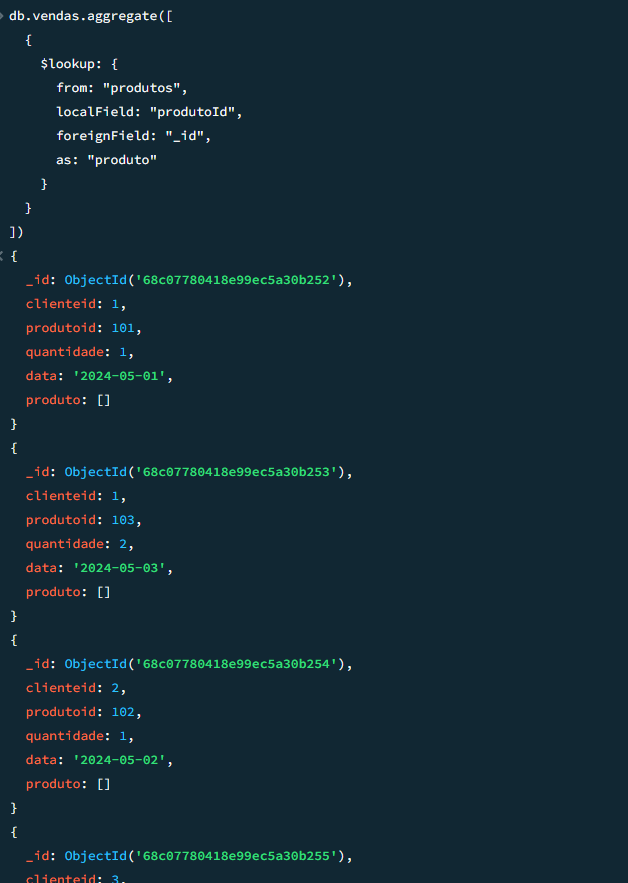 db.vendas.aggregate([
{
$lookup: {
from: "produtos",
localField: "produtoId",
foreignField: "_id",
as: "produto"
}
}
])
{
_id: ObjectId('68c07780418e99ec5a30b252'),
clienteid: 1,
produtoid: 101,
quantidade: 1,
data: '2024-05-01',
produto: []
}
{
_id: ObjectId('68c07780418e99ec5a30b253'),
clienteid: 1,
produtoid: 103,
quantidade: 2,
data: '2024-05-03',
produto: []
}
{
_id: ObjectId('68c07780418e99ec5a30b254'),
clienteid: 2,
produtoid: 102,
quantidade: 1,
data: '2024-05-02',
produto: []
}
{
_id: ObjectId('68c07780418e99ec5a30b255'),
clienteid: 3,